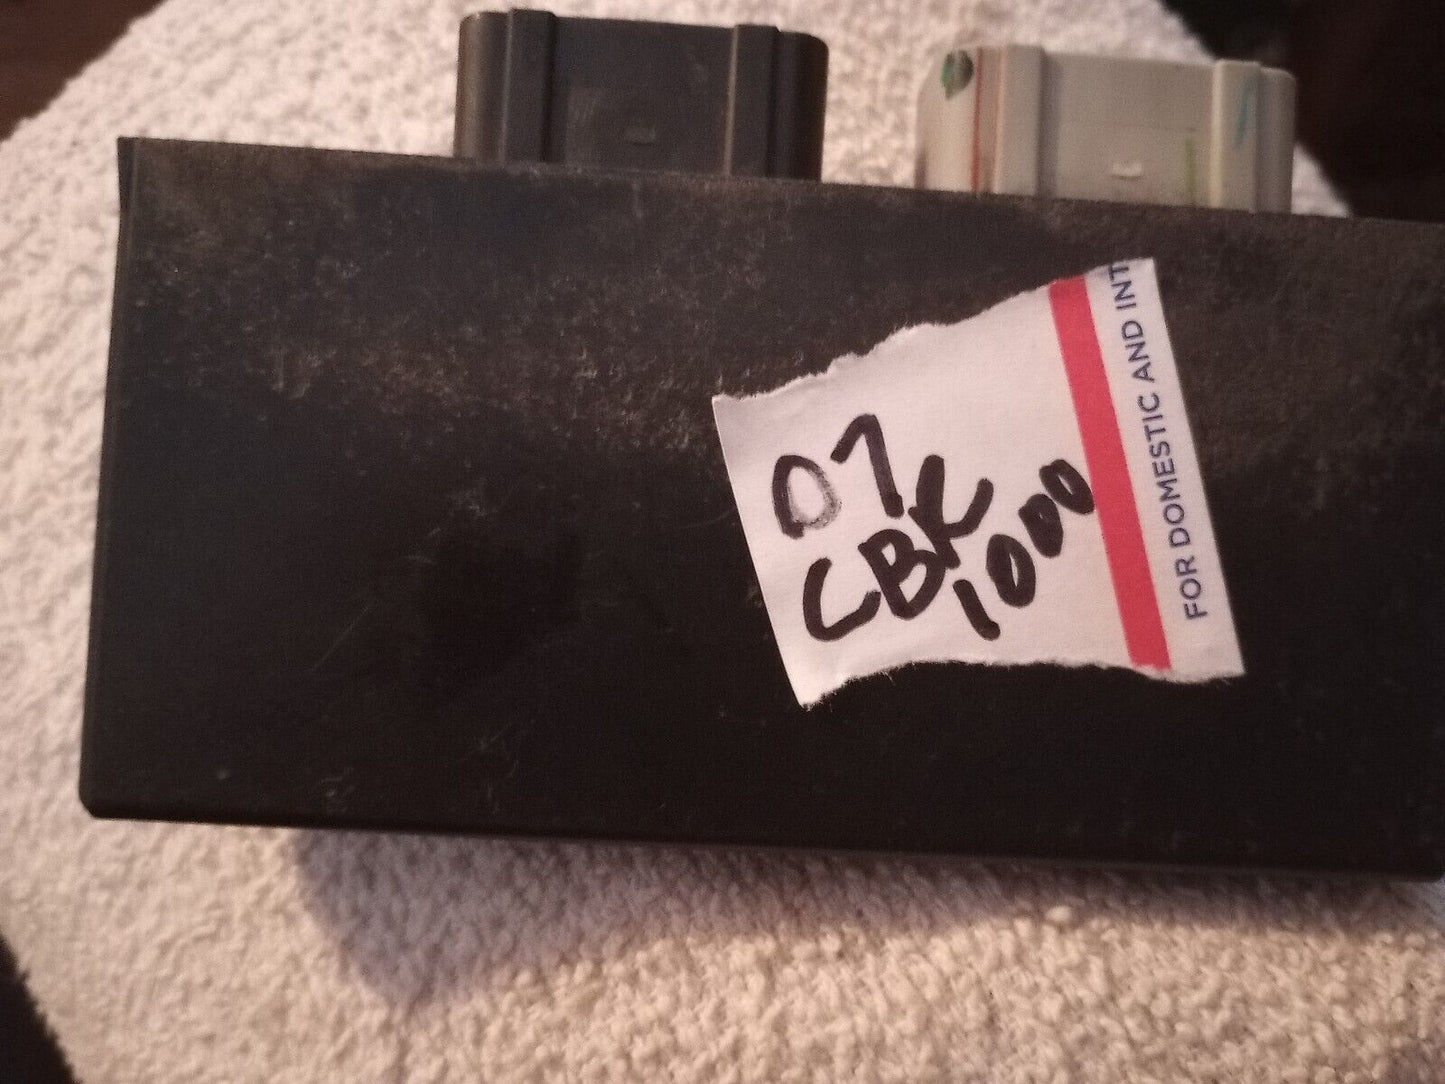 07
CBR
1000
FOR DOMESTIC AND INT